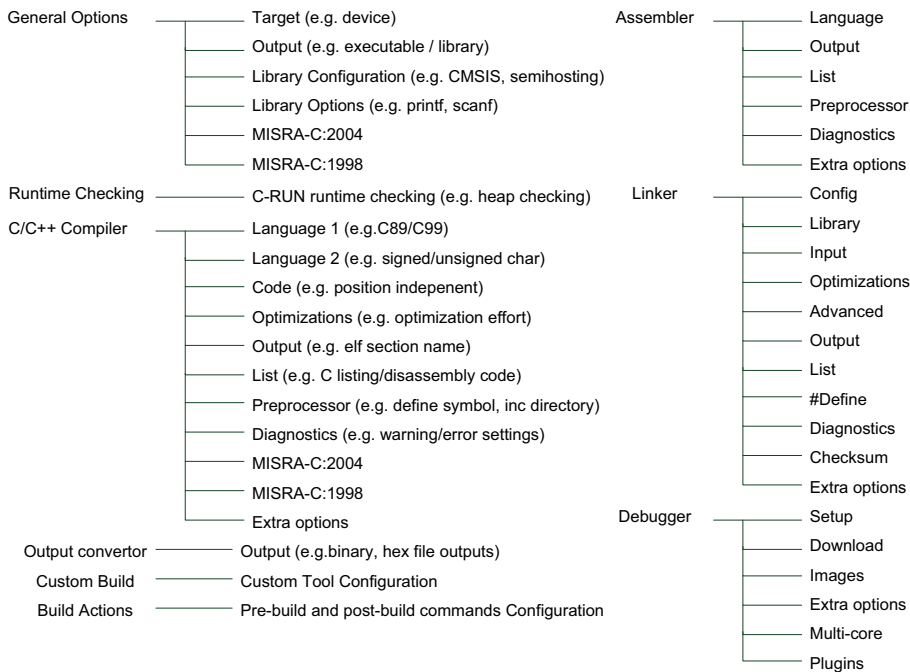 General Options
Target (e.g. device)
Output (e.g. executable / library)
Library Configuration (e.g. CMSIS, semihosting)
Library Options (e.g. printf, scanf)
MISRA-C:2004
MISRA-C:1998
Runtime Checking
C-RUN runtime checking (e.g. heap checking)
C/C++ Compiler
Language 1 (e.g.C89/C99)
Language 2 (e.g. signed/unsigned char)
Code (e.g. position indepenent)
Optimizations (e.g. optimization effort)
Output (e.g. elf section name)
List (e.g. C listing/disassembly code)
Preprocessor (e.g. define symbol, inc directory)
Diagnostics (e.g. warning/error settings)
MISRA-C:2004
MISRA-C:1998
Extra options
Output convertor
Output (e.g.binary, hex file outputs)
Custom Build
Custom Tool Configuration
Build Actions
Pre-build and post-build commands Configuration
Assembler
Language
Output
List
Preprocessor
Diagnostics
Extra options
Linker
Config
Library
Input
Optimizations
Advanced
Output
List
#Define
Diagnostics
Checksum
Extra options
Debugger
Setup
Download
Images
Extra options
Multi-core
Plugins